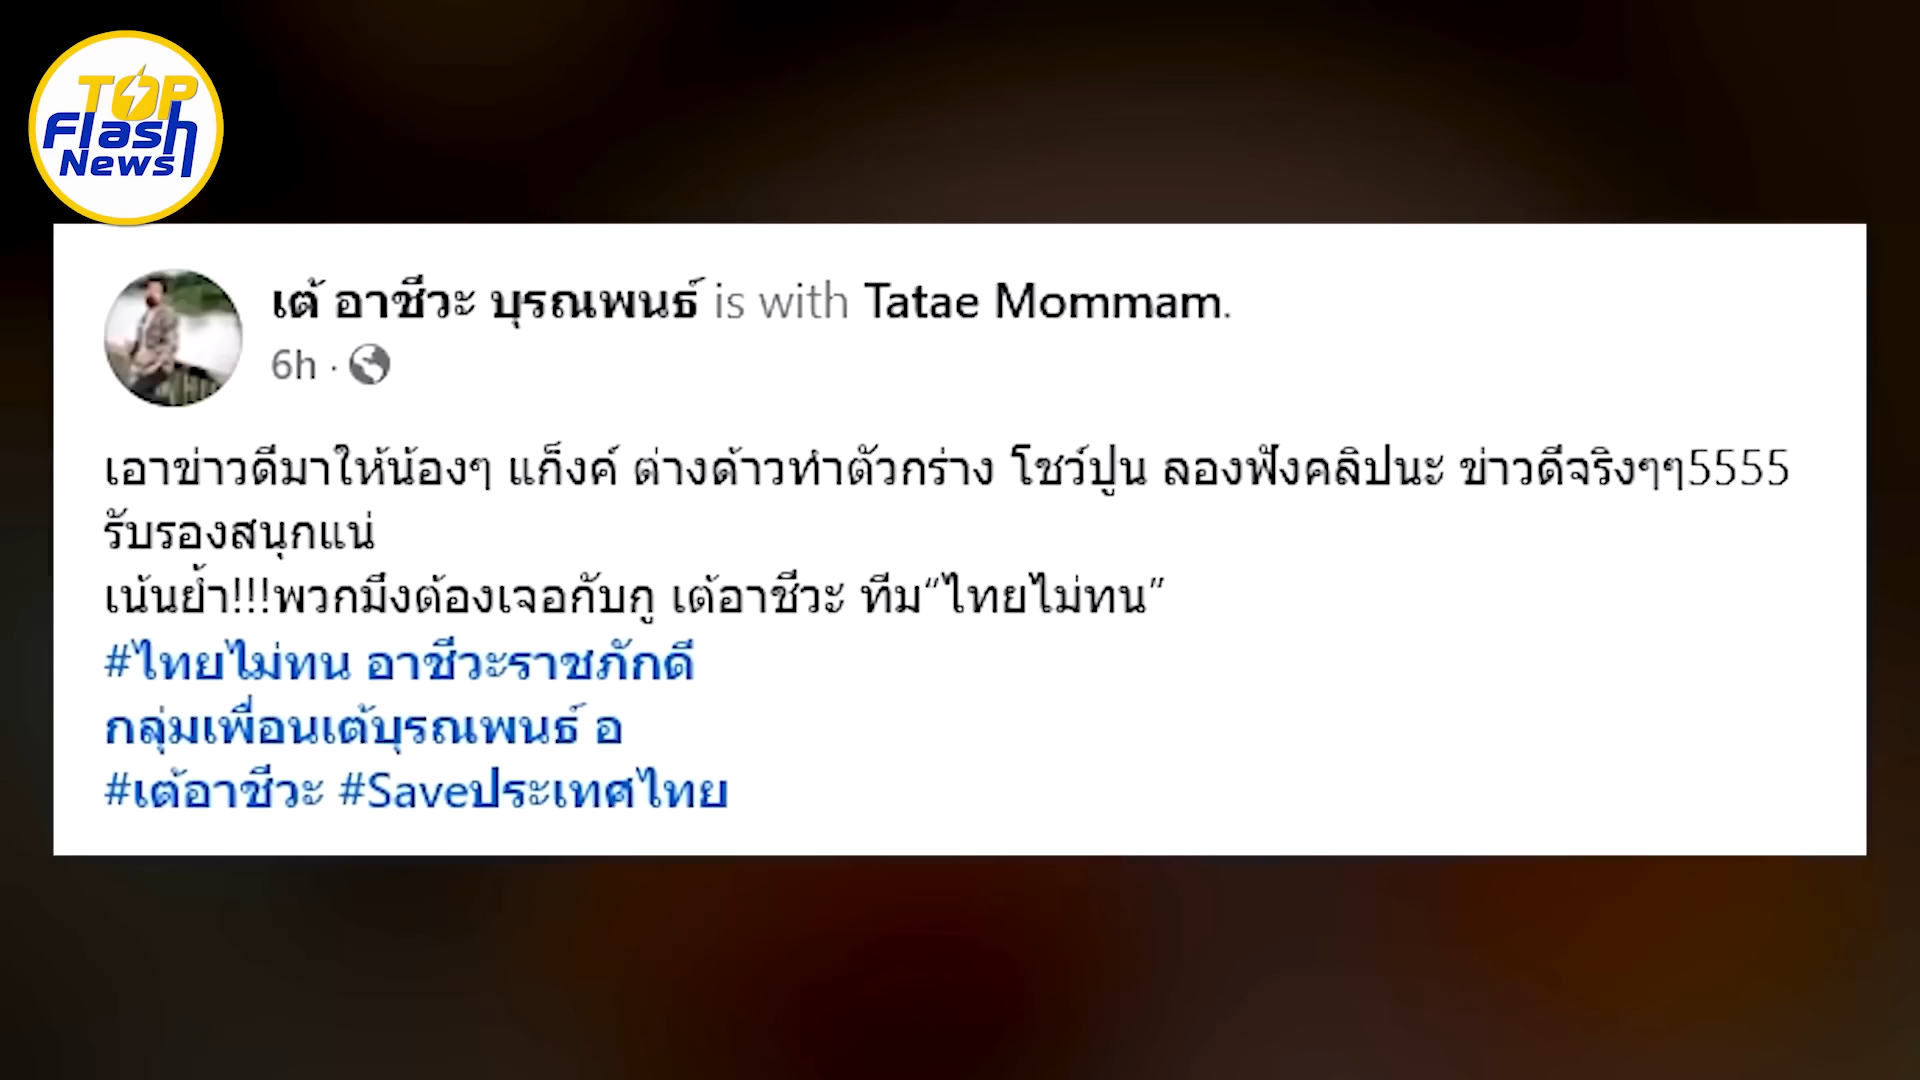 TOP
Flash
News
เต้ อาชีวะ บุรณพนธ์ is with Tatae Mommam.
6h ·
เอาข่าวดีมาให้น้องๆ แก็งค์ ต่างด้าวทำตัวกร่าง โชว์ปูน ลองฟังคลิปนะ ข่าวดีจริงๆๆ5555
รับรองสนุกแน่
เน้นย้ำ!!!พวกมึงต้องเจอกับกู เต้อาชีวะ ทีม“ไทยไม่ทน”
#ไทยไม่ทน อาชีวะราชภักดี
กลุ่มเพื่อนเต้บุรณพนธ์ อ
#เต้อาชีวะ #Saveประเทศไทย